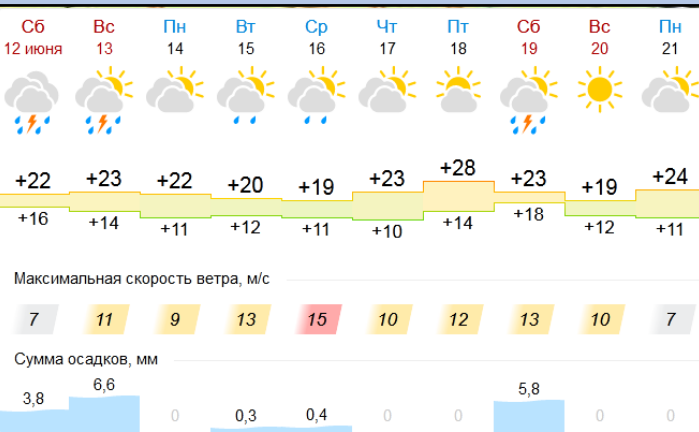 Сб Вс Пн Вт Ср Чт Пт Сб Вс Пн
12 июня 13 14 15 16 17 18 19 20 21
+22 +23 +22 +20 +19 +23 +28 +23 +19 +24
+16 +14 +11 +12 +11 +10 +14 +18 +12 +11
Максимальная скорость ветра, м/с
7 11 9 13 15 10 12 13 10 7
Сумма осадков, мм
3,8 6,6 0 0,3 0,4 0 0 5,8 0 0